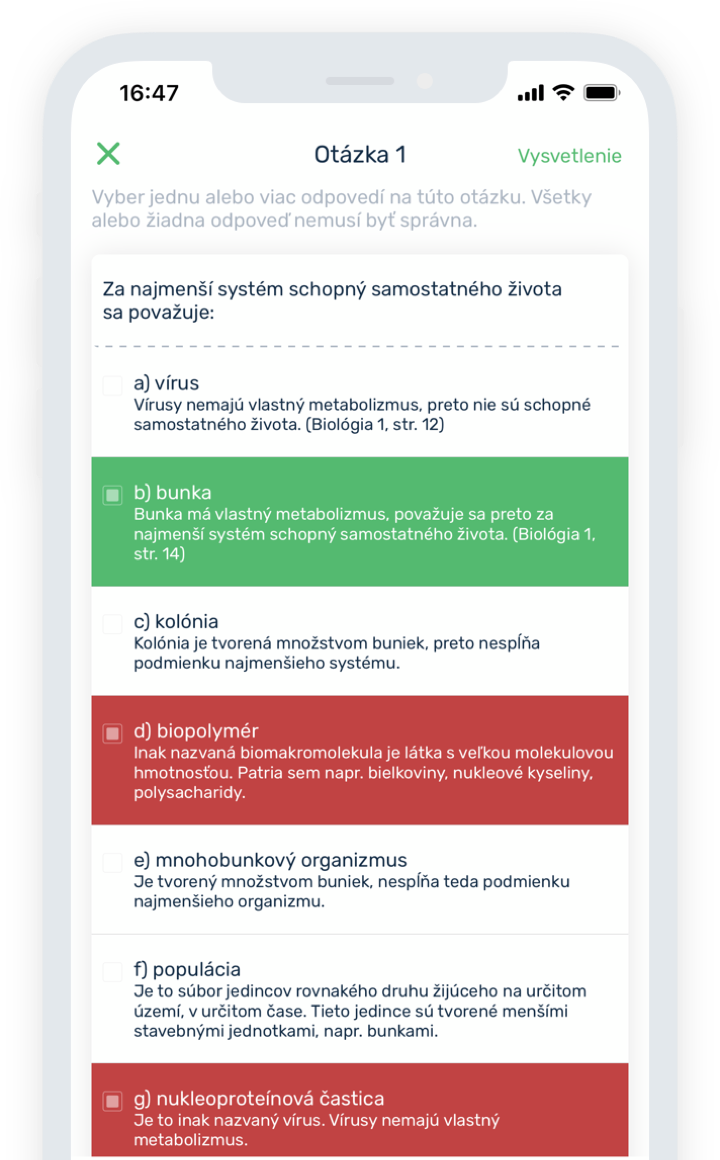 16:47
Otázka 1
Vysvetlenie
Vyber jednu alebo viac odpovedí na túto otázku. Všetky
alebo žiadna odpoveď nemusí byť správna.
Za najmenší systém schopný samostatného života
sa považuje:
a) vírus
Vírusy nemajú vlastný metabolizmus, preto nie sú schopné
samostatného života. (Biológia 1, str. 12)
b) bunka
Bunka má vlastný metabolizmus, považuje sa preto za
najmenší systém schopný samostatného života. (Biológia 1,
str. 14)
c) kolónia
Kolónia je tvorená množstvom buniek, preto nespĺňa
podmienku najmenšieho systému.
d) biopolymér
Inak nazvaná biomakromolekula je látka s veľkou molekulovou
hmotnosťou. Patria sem napr. bielkoviny, nukleové kyseliny,
polysacharidy.
e) mnohobunkový organizmus
Je tvorený množstvom buniek, nespĺňa teda podmienku
najmenšieho organizmu.
f) populácia
Je to súbor jedincov rovnakého druhu žijúceho na určitom
území, v určitom čase. Tieto jedince sú tvorené menšími
stavebnými jednotkami, napr. bunkami.
g) nukleoproteínová častica
Je to inak nazvaný vírus. Vírusy nemajú vlastný
metabolizmus.